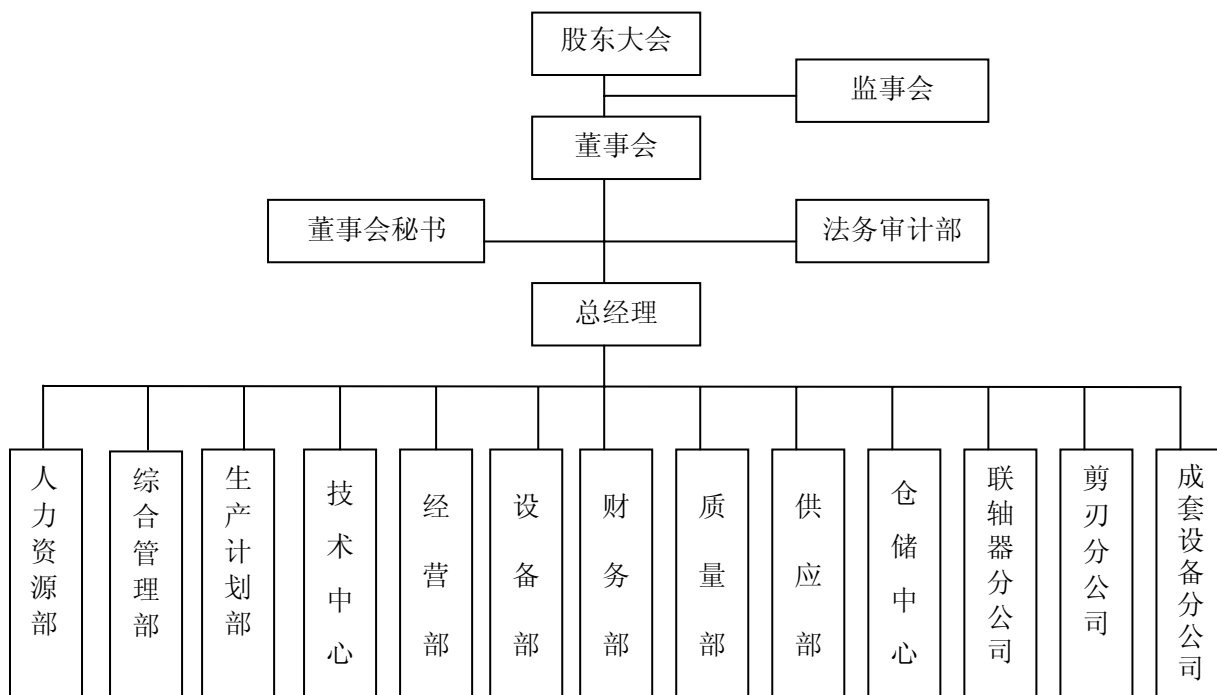 股东大会
监事会
董事会
董事会秘书
法务审计部
总经理
人力资源部
综合管理部
生产计划部
技术中心
经营部
设备部
财务部
质量部
供应部
仓储中心
联轴器分公司
剪刃分公司
成套设备分公司